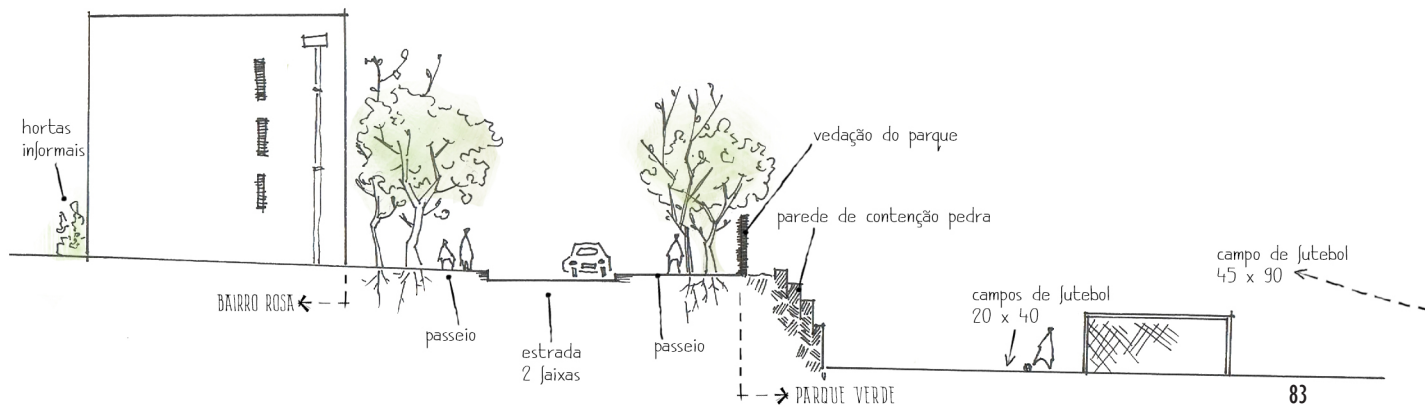 hortas
informais
BAIRRO ROSA
passeio
estrada
2 faixas
passeio
vedação do parque
parede de contenção pedra
PARQUE VERDE
campos de futebol
20 x 40
campo de futebol
45 x 90
83